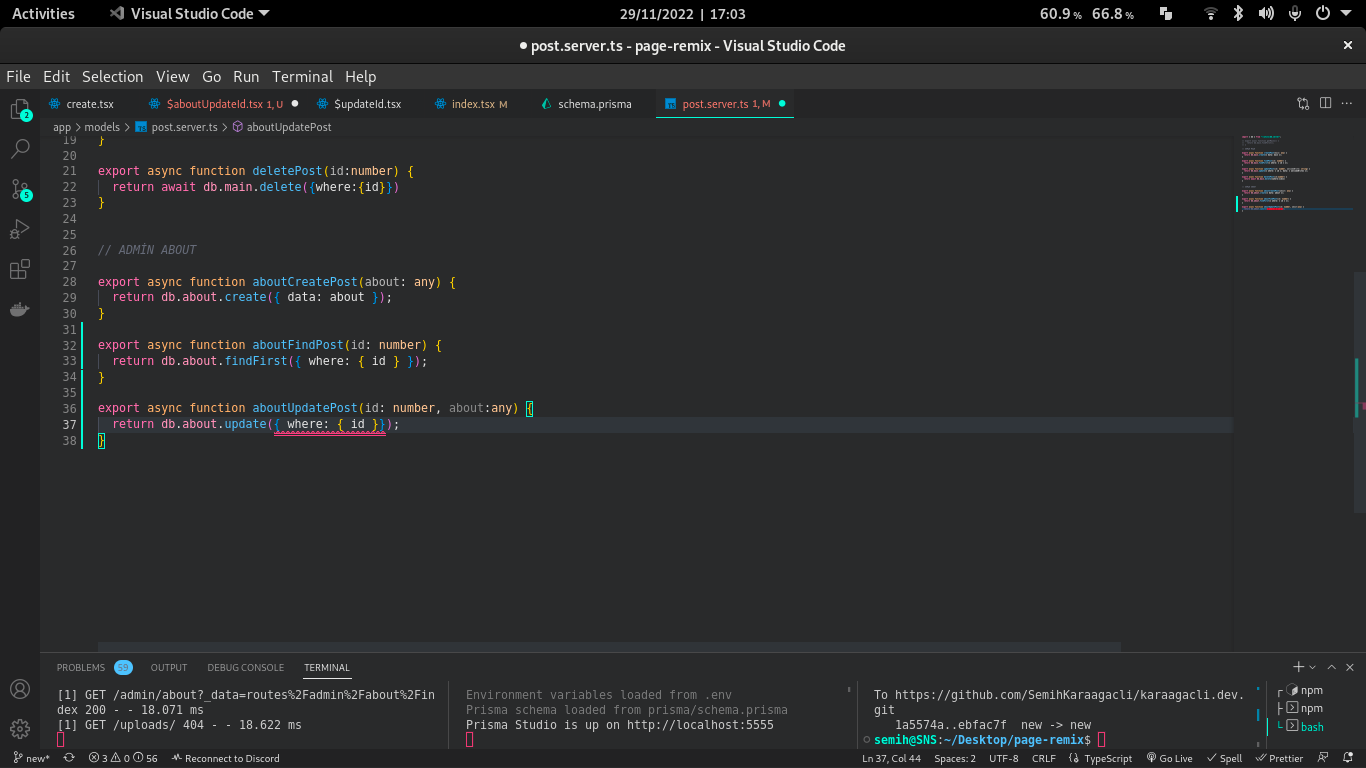 Activities Visual Studio Code 29/11/2022 | 17:03 60.9 % 66.8 %
● post.server.ts - page-remix - Visual Studio Code ×
File Edit Selection View Go Run Terminal Help
create.tsx $aboutUpdateId.tsx 1, U ● $updateId.tsx index.tsx M schema.prisma post.server.ts 1, M ●
app > models > post.server.ts > aboutUpdatePost
19 }
20
21 export async function deletePost(id:number) {
22 return await db.main.delete({where:{id}})
23 }
24
25
26 // ADMİN ABOUT
27
28 export async function aboutCreatePost(about: any) {
29 return db.about.create({ data: about });
30 }
31
32 export async function aboutFindPost(id: number) {
33 return db.about.findFirst({ where: { id } });
34 }
35
36 export async function aboutUpdatePost(id: number, about:any) {
37 return db.about.update({ where: { id }});
38 }
2
5
PROBLEMS 59 OUTPUT DEBUG CONSOLE TERMINAL
[1] GET /admin/about?_data=routes%2Fadmin%2Fabout%2Fin
dex 200 - - 18.071 ms
[1] GET /uploads/ 404 - - 18.622 ms
Environment variables loaded from .env
Prisma schema loaded from prisma/schema.prisma
Prisma Studio is up on http://localhost:5555
To https://github.com/SemihKaraagacli/karaagacli.dev.
git
1a5574a..ebfac7f new -> new
semih@SNS:~/Desktop/page-remix$
npm
npm
bash
new* 3 0 56 Reconnect to Discord Ln 37, Col 44 Spaces: 2 UTF-8 CRLF TypeScript Go Live Spell Prettier